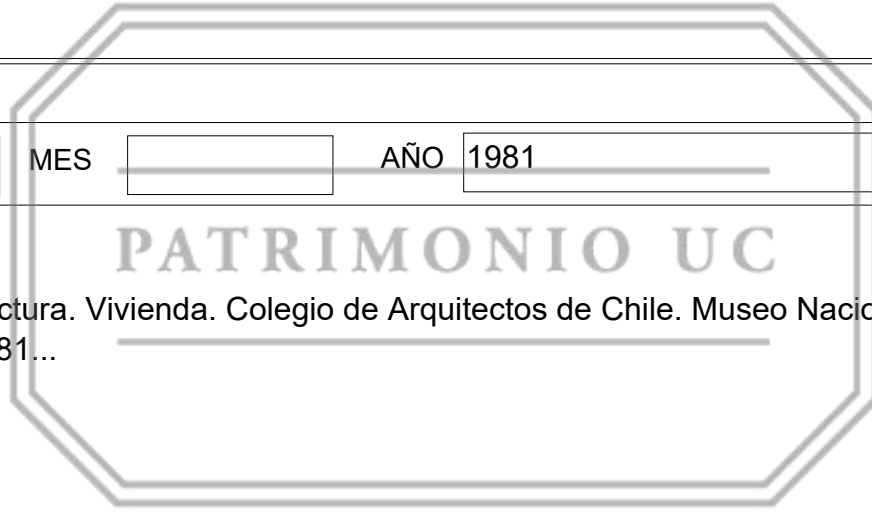 MES AÑO 1981
PATRIMONIO UC
ctura. Vivienda. Colegio de Arquitectos de Chile. Museo Nacio
81...